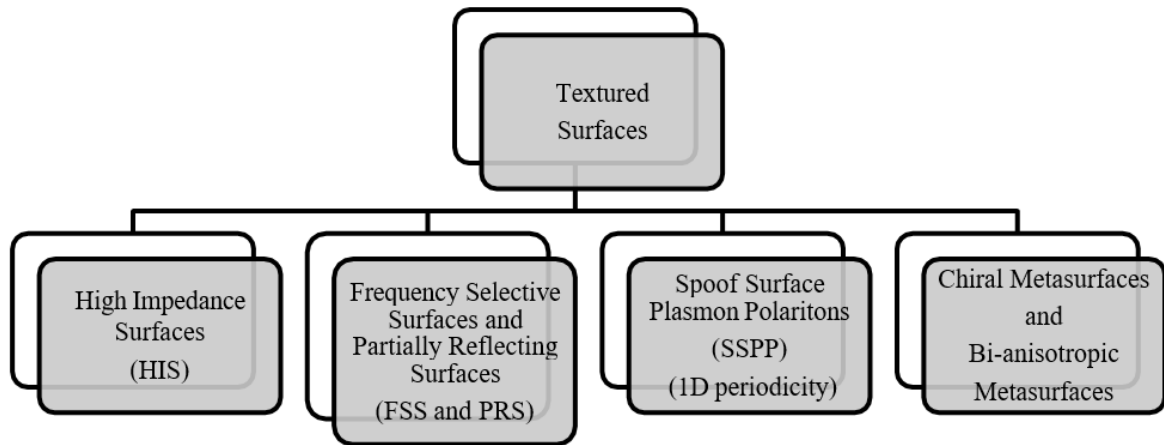 Textured
Surfaces
High Impedance
Surfaces
(HIS)
Frequency Selective
Surfaces and
Partially Reflecting
Surfaces
(FSS and PRS)
Spoof Surface
Plasmon Polaritons
(SSPP)
(1D periodicity)
Chiral Metasurfaces
and
Bi-anisotropic
Metasurfaces